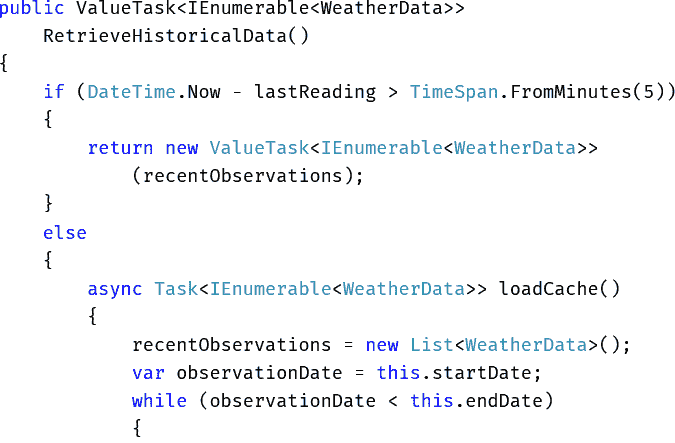 public ValueTask<IEnumerable<WeatherData>>
RetrieveHistoricalData()
{
if (DateTime.Now - lastReading > TimeSpan.FromMinutes(5))
{
return new ValueTask<IEnumerable<WeatherData>>
(recentObservations);
}
else
{
async Task<IEnumerable<WeatherData>> loadCache()
{
recentObservations = new List<WeatherData>();
var observationDate = this.startDate;
while (observationDate < this.endDate)
{